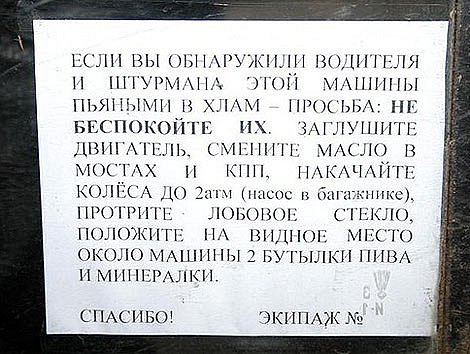 ЕСЛИ ВЫ ОБНАРУЖИЛИ ВОДИТЕЛЯ
И ШТУРМАНА ЭТОЙ МАШИНЫ
ПЬЯНЫМИ В ХЛАМ – ПРОСЬБА: НЕ
БЕСПОКОЙТЕ ИХ. ЗАГЛУШИТЕ
ДВИГАТЕЛЬ, СМЕНИТЕ МАСЛО В
МОСТАХ И КПП, НАКАЧАЙТЕ
КОЛЁСА ДО 2атм (насос в багажнике),
ПРОТРИТЕ ЛОБОВОЕ СТЕКЛО,
ПОЛОЖИТЕ НА ВИДНОЕ МЕСТО
ОКОЛО МАШИНЫ 2 БУТЫЛКИ ПИВА
И МИНЕРАЛКИ.
СПАСИБО! ЭКИПАЖ №